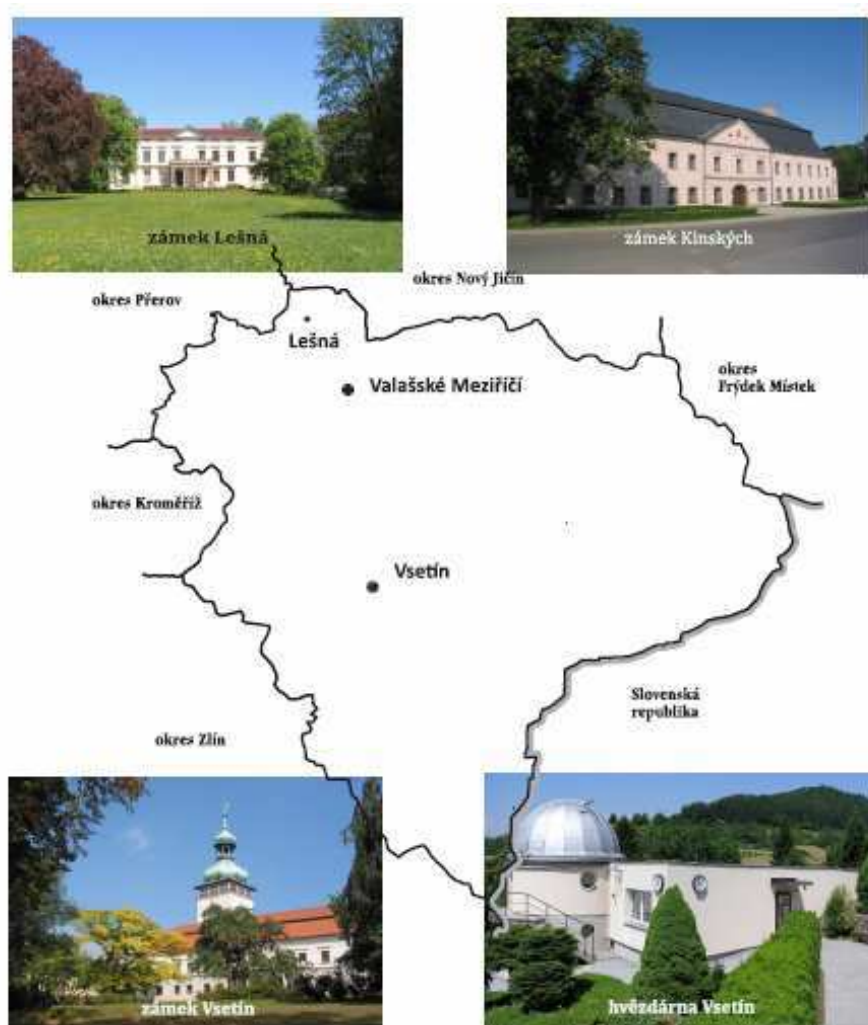 zámek Lešná
zámek Kinských
okres Nový Jičín
okres Přerov
Lešná
okres
Frýdek Místek
Valašské Meziříčí
okres Kroměříž
Vsetín
Slovenská
republika
okres Zlín
zámek Vsetín
hvězdárna Vsetín